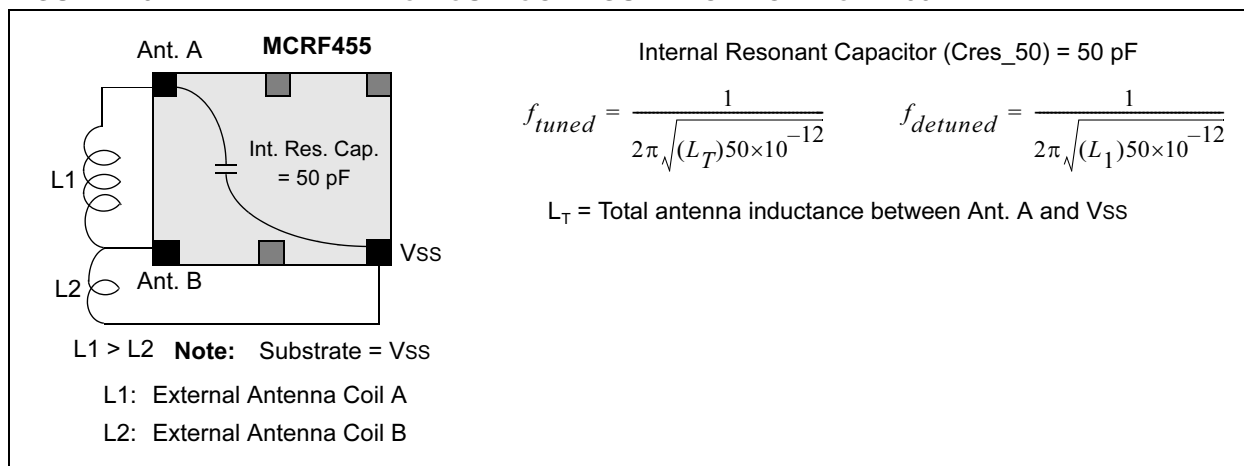 Ant. A
MCRF455
Int. Res. Cap.
= 50 pF
L1
L2
Ant. B
VSS
L1 > L2 Note: Substrate = VSS
L1: External Antenna Coil A
L2: External Antenna Coil B
Internal Resonant Capacitor (Cres_50) = 50 pF
f_tuned = 1 / (2π√((L_T)50×10^−12))
f_detuned = 1 / (2π√((L_1)50×10^−12))
L_T = Total antenna inductance between Ant. A and VSS